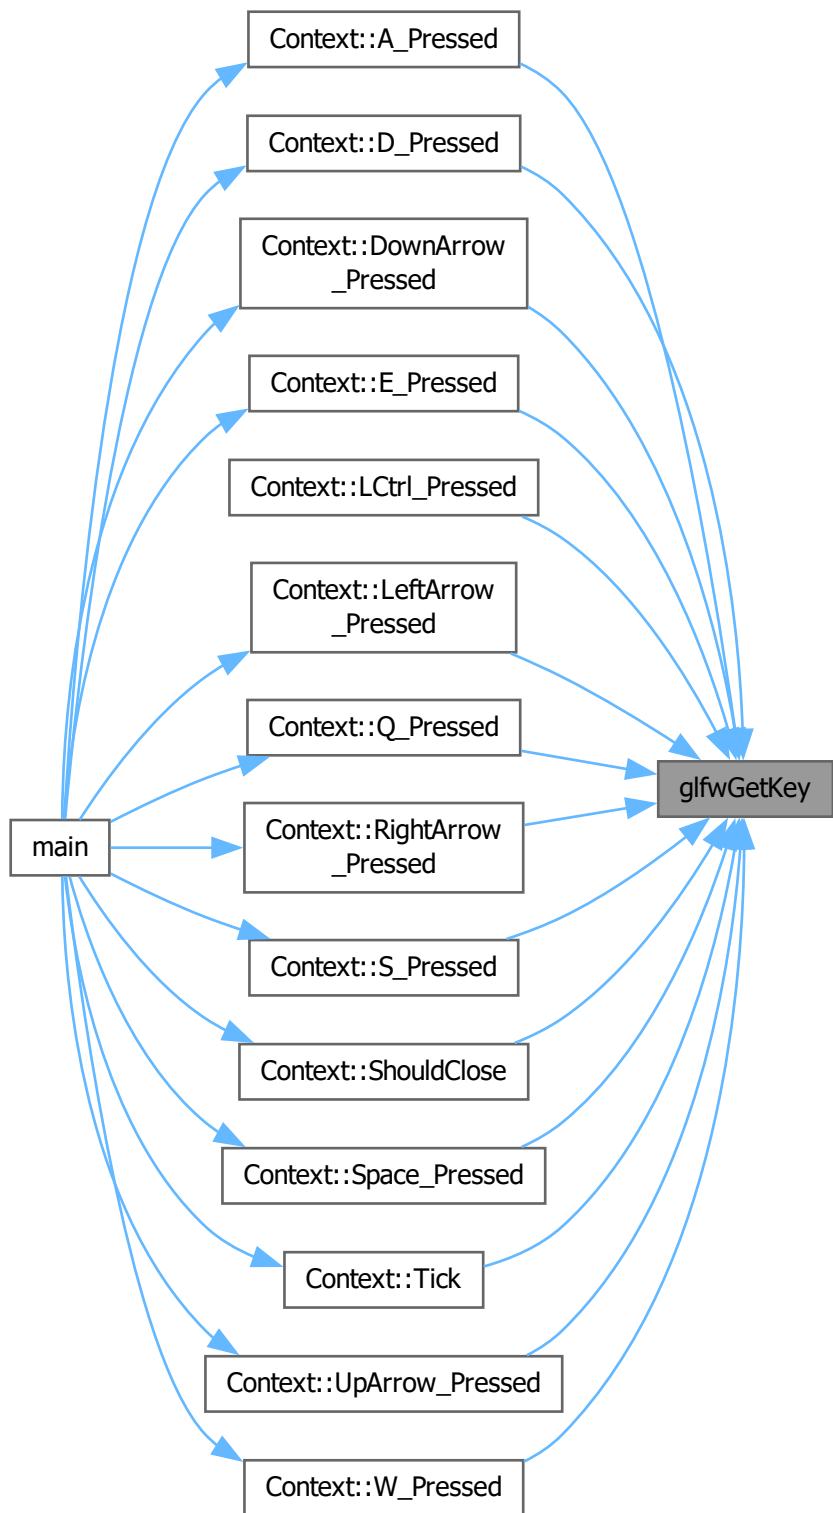 Context::A_Pressed
Context::D_Pressed
Context::DownArrow
_Pressed
Context::E_Pressed
Context::LCtrl_Pressed
Context::LeftArrow
_Pressed
Context::Q_Pressed
glfwGetKey
main
Context::RightArrow
_Pressed
Context::S_Pressed
Context::ShouldClose
Context::Space_Pressed
Context::Tick
Context::UpArrow_Pressed
Context::W_Pressed